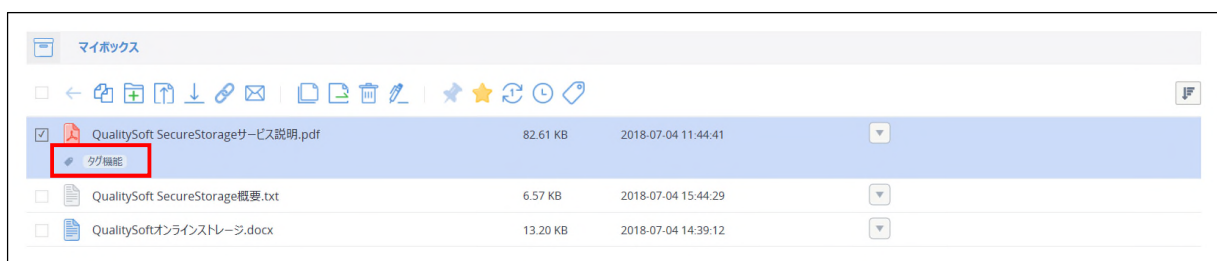 マイボックス
QualitySoft SecureStorageサービス説明.pdf 82.61 KB 2018-07-04 11:44:41
タグ機能
QualitySoft SecureStorage概要.txt 6.57 KB 2018-07-04 15:44:29
QualitySoftオンラインストレージ.docx 13.20 KB 2018-07-04 14:39:12